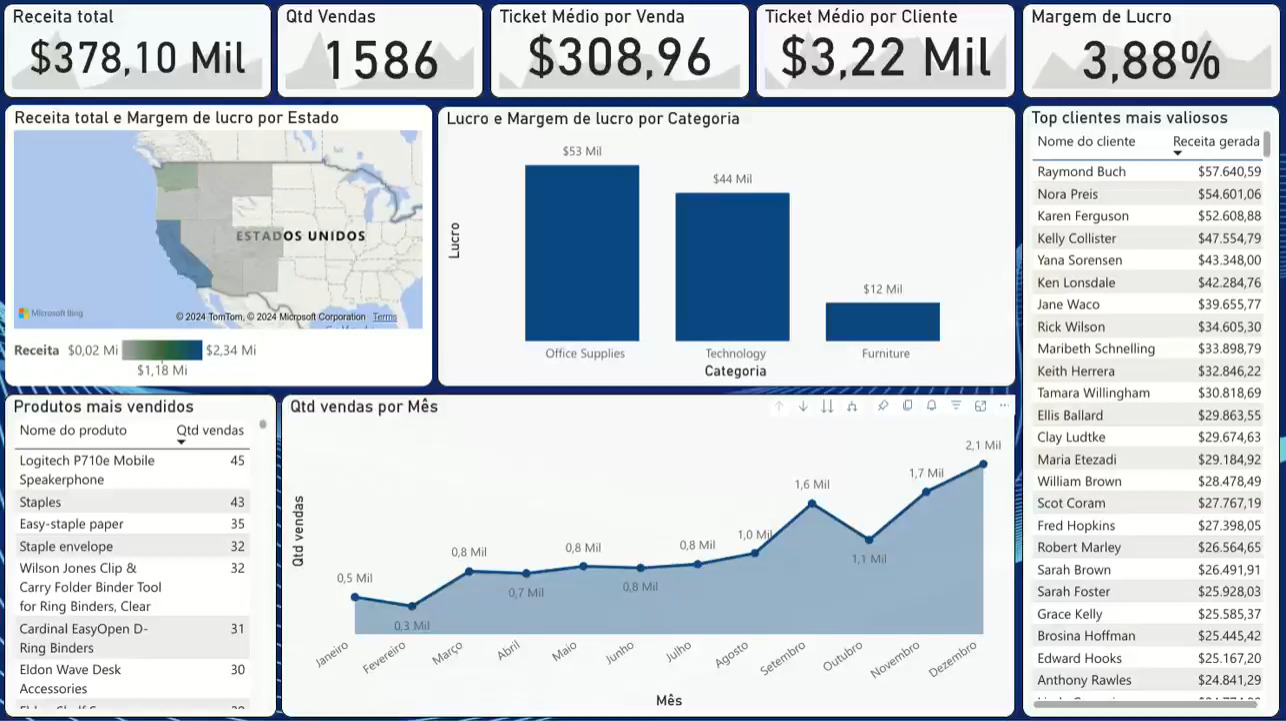 Receita total
$378,10 Mil
Qtd Vendas
1586
Ticket Médio por Venda
$308,96
Ticket Médio por Cliente
$3,22 Mil
Margem de Lucro
3,88%
Receita total e Margem de lucro por Estado
ESTADOS UNIDOS
Microsoft Bing
© 2024 TomTom, © 2024 Microsoft Corporation Terms
Receita $0,02 Mi $2,34 Mi
$1,18 Mi
Lucro e Margem de lucro por Categoria
$53 Mil
$44 Mil
$12 Mil
Lucro
Office Supplies Technology Furniture
Categoria
Top clientes mais valiosos
Nome do cliente Receita gerada
Raymond Buch $57.640,59
Nora Preis $54.601,06
Karen Ferguson $52.608,88
Kelly Collister $47.554,79
Yana Sorensen $43.348,00
Ken Lonsdale $42.284,76
Jane Waco $39.655,77
Rick Wilson $34.605,30
Maribeth Schnelling $33.898,79
Keith Herrera $32.846,22
Tamara Willingham $30.818,69
Ellis Ballard $29.863,55
Clay Ludtke $29.674,63
Maria Etezadi $29.184,92
William Brown $28.478,49
Scot Coram $27.767,19
Fred Hopkins $27.398,05
Robert Marley $26.564,65
Sarah Brown $26.491,91
Sarah Foster $25.928,03
Grace Kelly $25.585,37
Brosina Hoffman $25.445,42
Edward Hooks $25.167,20
Anthony Rawles $24.841,29
Produtos mais vendidos
Nome do produto Qtd vendas
Logitech P710e Mobile 45
Speakerphone
Staples 43
Easy-staple paper 35
Staple envelope 32
Wilson Jones Clip & 32
Carry Folder Binder Tool
for Ring Binders, Clear
Cardinal EasyOpen D- 31
Ring Binders
Eldon Wave Desk 30
Accessories
Qtd vendas por Mês
Qtd vendas
0,5 Mil
0,3 Mil
0,8 Mil
0,7 Mil
0,8 Mil
0,8 Mil
0,8 Mil
1,0 Mil
1,6 Mil
1,1 Mil
1,7 Mil
2,1 Mil
Janeiro Fevereiro Março Abril Maio Junho Julho Agosto Setembro Outubro Novembro Dezembro
Mês